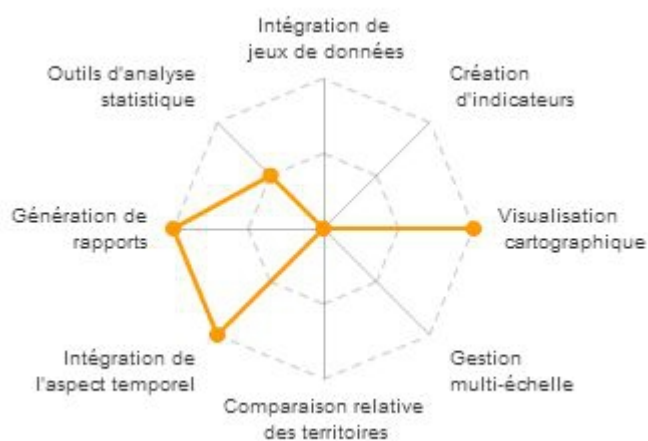 Intégration de
jeux de données
Création
d'indicateurs
Visualisation
cartographique
Gestion
multi-échelle
Comparaison relative
des territoires
Intégration de
l'aspect temporel
Génération de
rapports
Outils d'analyse
statistique